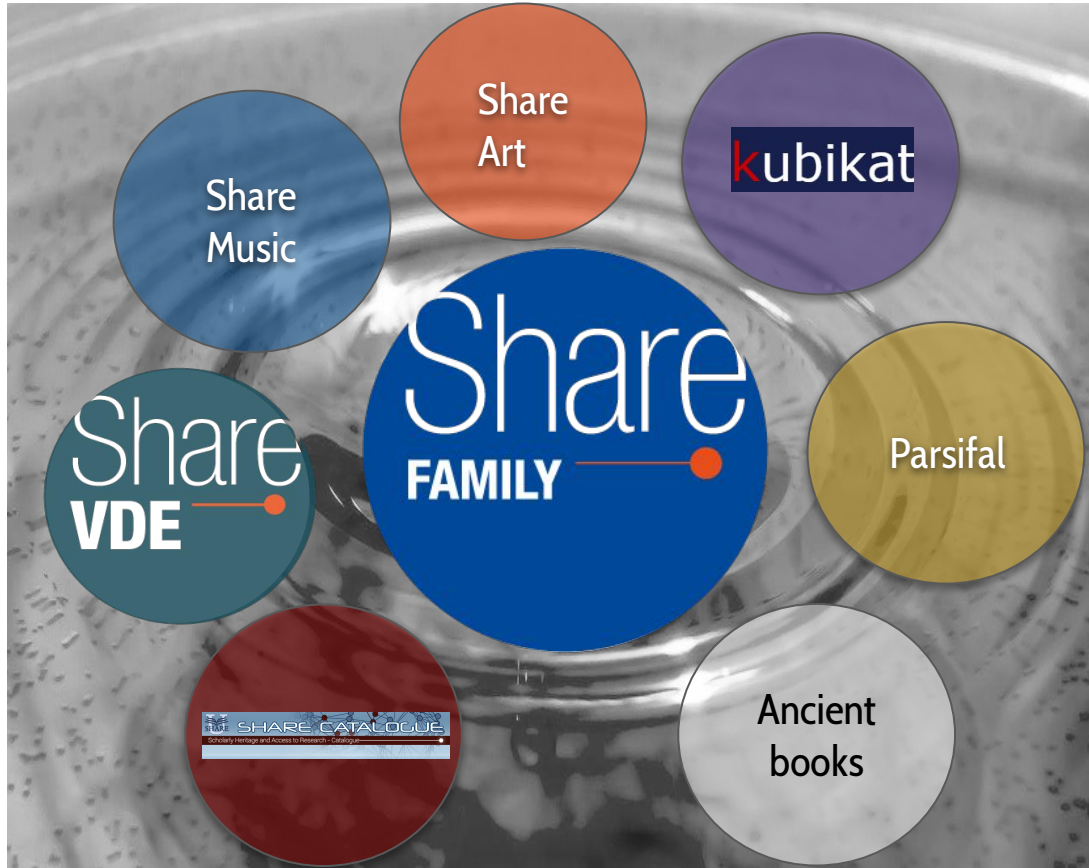 Share
Art
kubikat
Share
Music
Share
FAMILY
Parsifal
Share
VDE
SHARE
SHARE CATALOGUE
Scholarly Heritage and Access to Research - Catalogue
Ancient
books